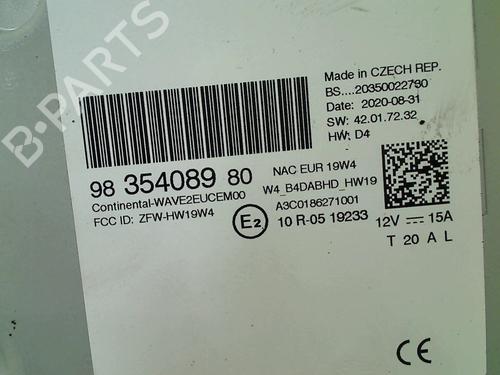 B-PARTS
Made in CZECH REP.
BS....20350022790
Date: 2020-08-31
SW: 42.01.72.32
HW: D4
98 354089 80
Continental-WAVE2EUCEM00
FCC ID: ZFW-HW19W4
NAC EUR 19W4
W4_B4DABHD_HW19
A3C0186271001
E2
10 R-05 19233
12V 15A
T 20 A L
CE